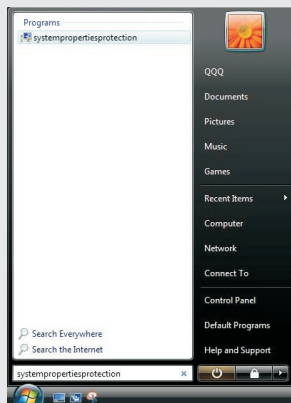 Programs
systempropertiesprotection
QQQ
Documents
Pictures
Music
Games
Recent Items
Computer
Network
Connect To
Control Panel
Default Programs
Help and Support
Search Everywhere
Search the Internet
systempropertiesprotection